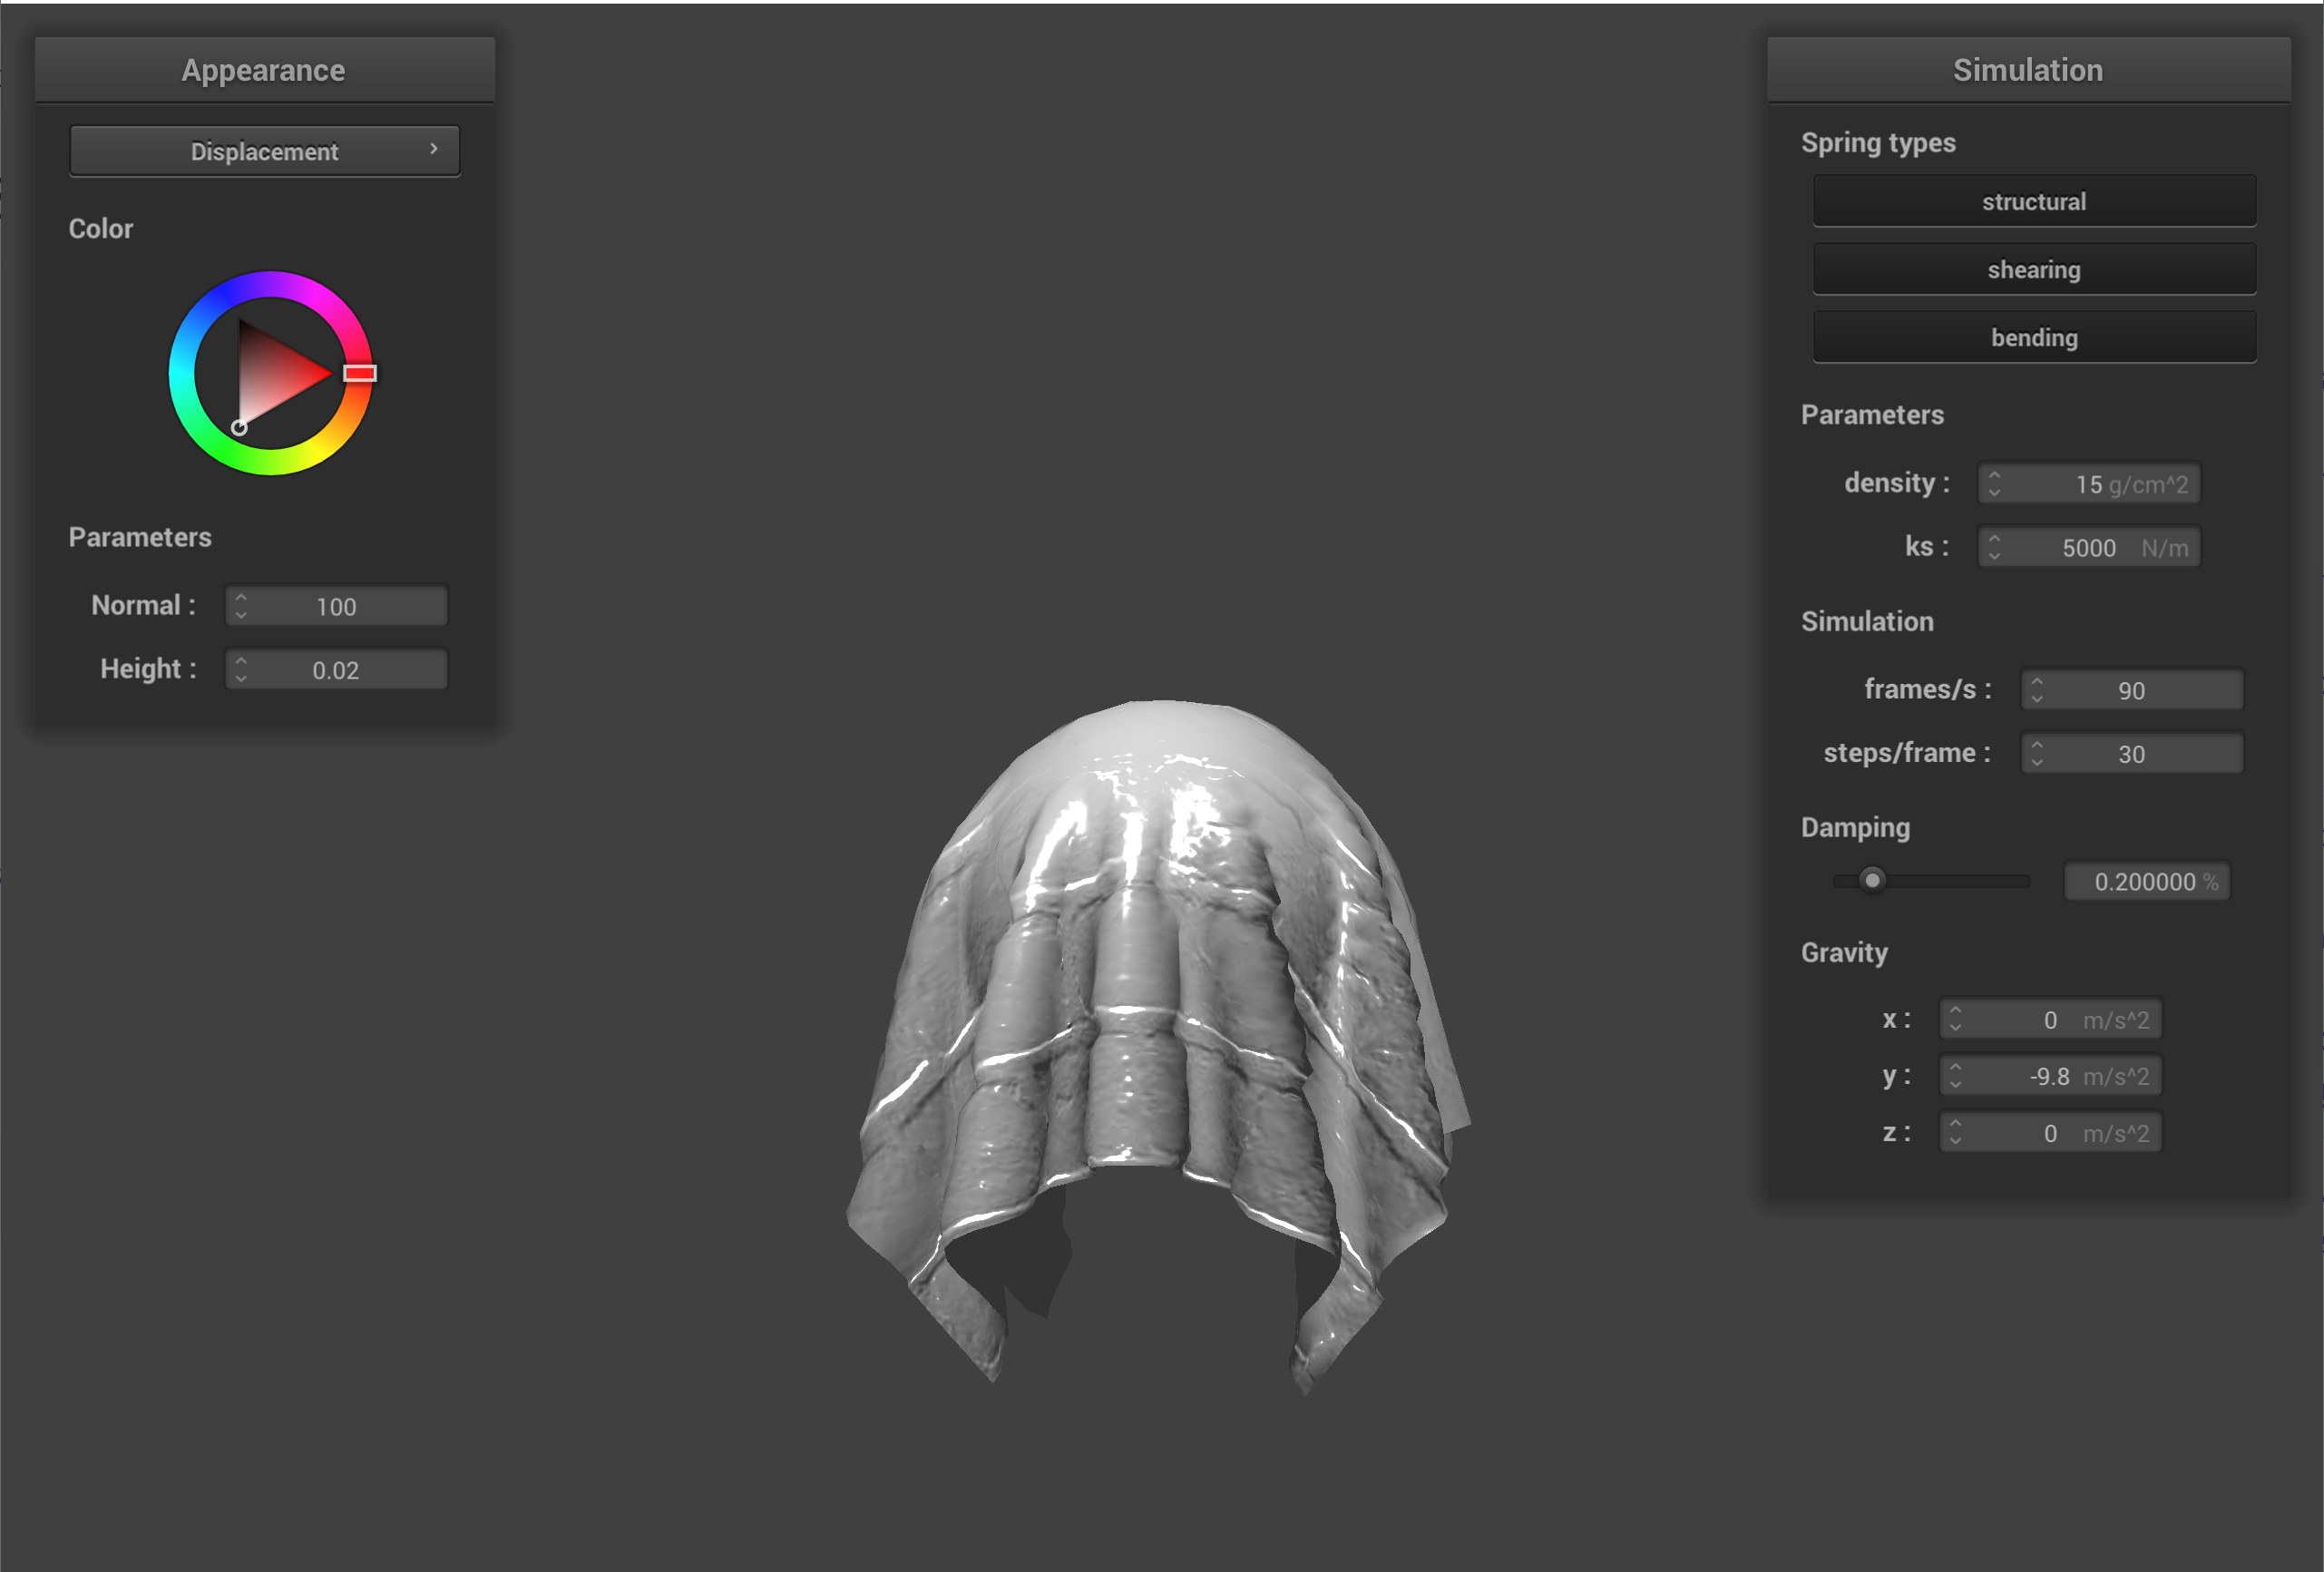 Appearance
Displacement
Color
Parameters
Normal : 100
Height : 0.02
Simulation
Spring types
structural
shearing
bending
Parameters
density : 15 g/cm^2
ks : 5000 N/m
Simulation
frames/s : 90
steps/frame : 30
Damping
0.200000 %
Gravity
x : 0 m/s^2
y : -9.8 m/s^2
z : 0 m/s^2